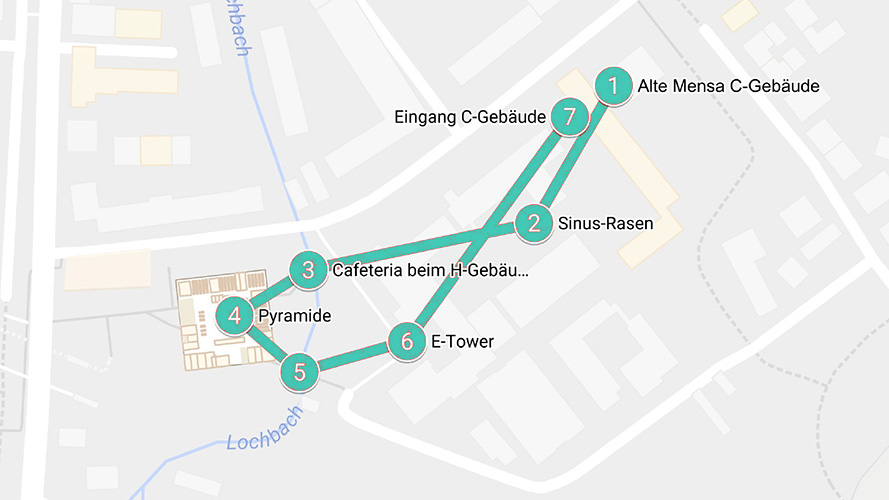 ochbach
1
Alte Mensa C-Gebäude
Eingang C-Gebäude
7
2
Sinus-Rasen
3
Cafeteria beim H-Gebäu...
4
Pyramide
6
E-Tower
5
Lochbach